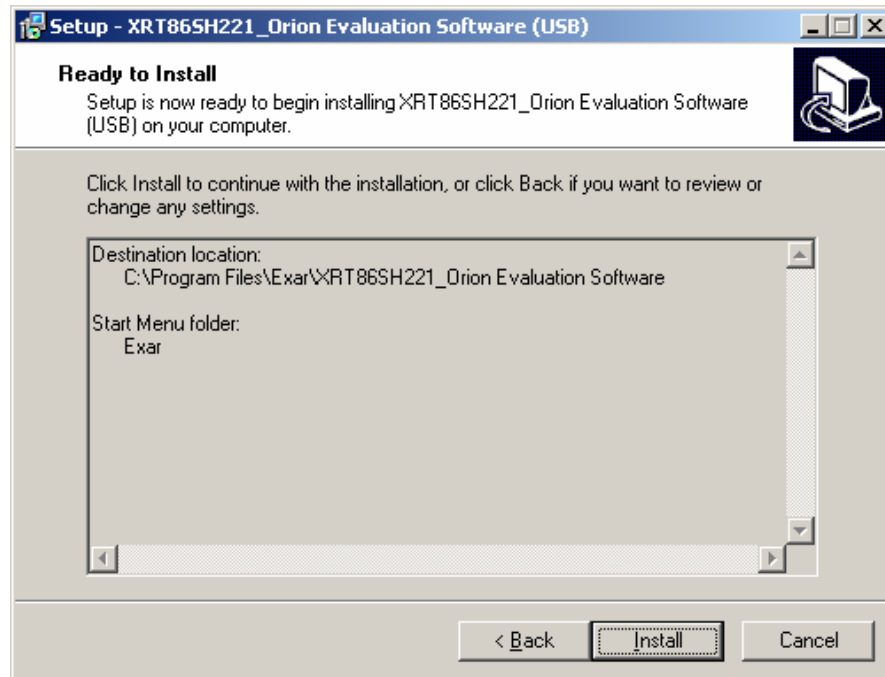 Setup - XRT86SH221_Orion Evaluation Software (USB)
Ready to Install
Setup is now ready to begin installing XRT86SH221_Orion Evaluation Software
(USB) on your computer.
Click Install to continue with the installation, or click Back if you want to review or
change any settings.
Destination location:
C:\Program Files\Exar\XRT86SH221_Orion Evaluation Software
Start Menu folder:
Exar
< Back
Install
Cancel